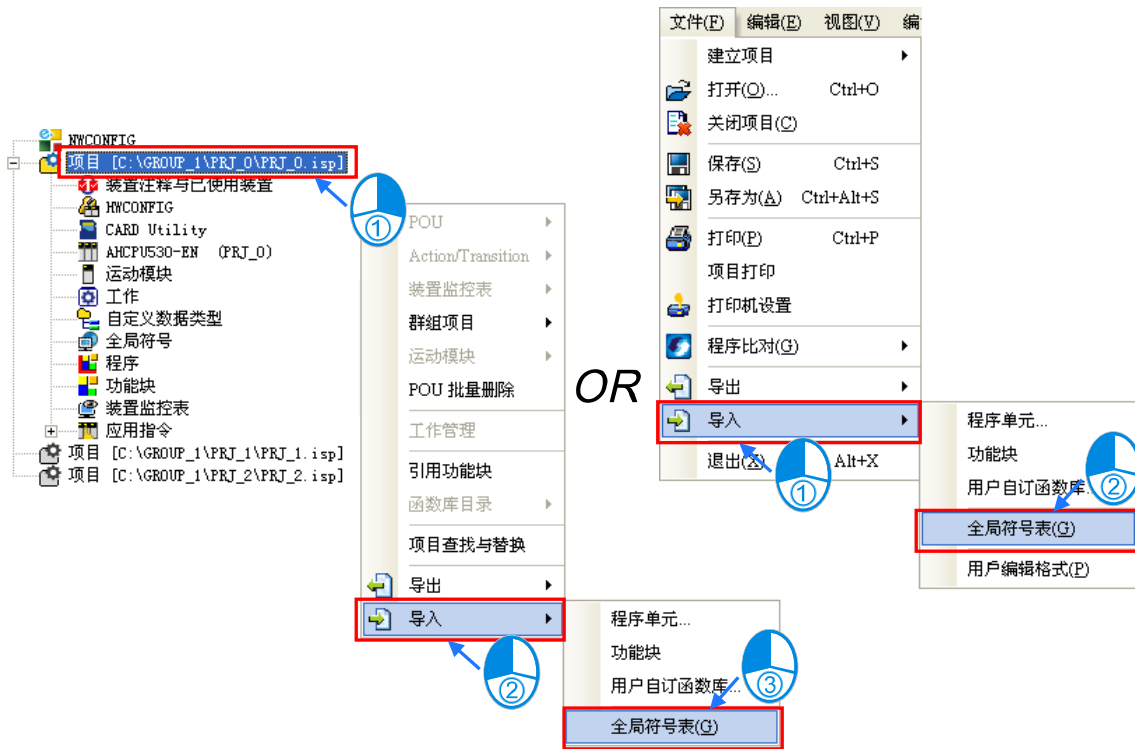 NWCONFIG
项目 [C:\GROUP_1\PRJ_0\PRJ_0.isp]
装置注释与已使用装置
HWCONFIG
CARD Utility
AHCPU530-EN (PRJ_0)
运动模块
工作
自定义数据类型
全局符号
程序
功能块
装置监控表
应用指令
项目 [C:\GROUP_1\PRJ_1\PRJ_1.isp]
项目 [C:\GROUP_1\PRJ_2\PRJ_2.isp]
①
POU
Action/Transition
装置监控表
群组项目
运动模块
POU 批量删除
工作管理
引用功能块
函数库目录
项目查找与替换
导出
导入
②
程序单元...
功能块
用户自订函数库...
③
全局符号表(G)
OR
文件(F) 编辑(E) 视图(V) 编
建立项目
打开(O)... Ctrl+O
关闭项目(C)
保存(S) Ctrl+S
另存为(A) Ctrl+Alt+S
打印(P) Ctrl+P
项目打印
打印机设置
程序比对(G)
导出
导入
退出(X) Alt+X
①
程序单元...
功能块
用户自订函数库.
②
全局符号表(G)
用户编辑格式(P)